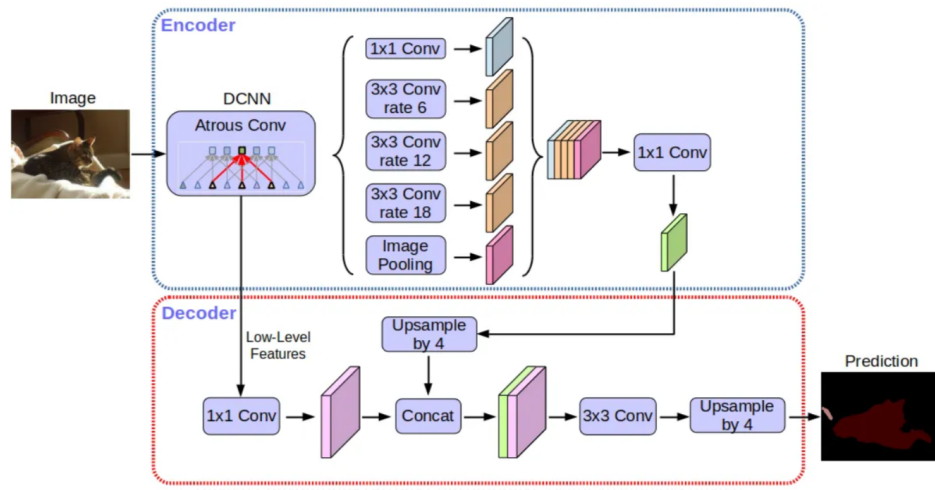 Encoder
Image
DCNN
Atrous Conv
1x1 Conv
3x3 Conv
rate 6
3x3 Conv
rate 12
3x3 Conv
rate 18
Image
Pooling
1x1 Conv
Decoder
Low-Level
Features
Upsample
by 4
1x1 Conv
Concat
3x3 Conv
Upsample
by 4
Prediction